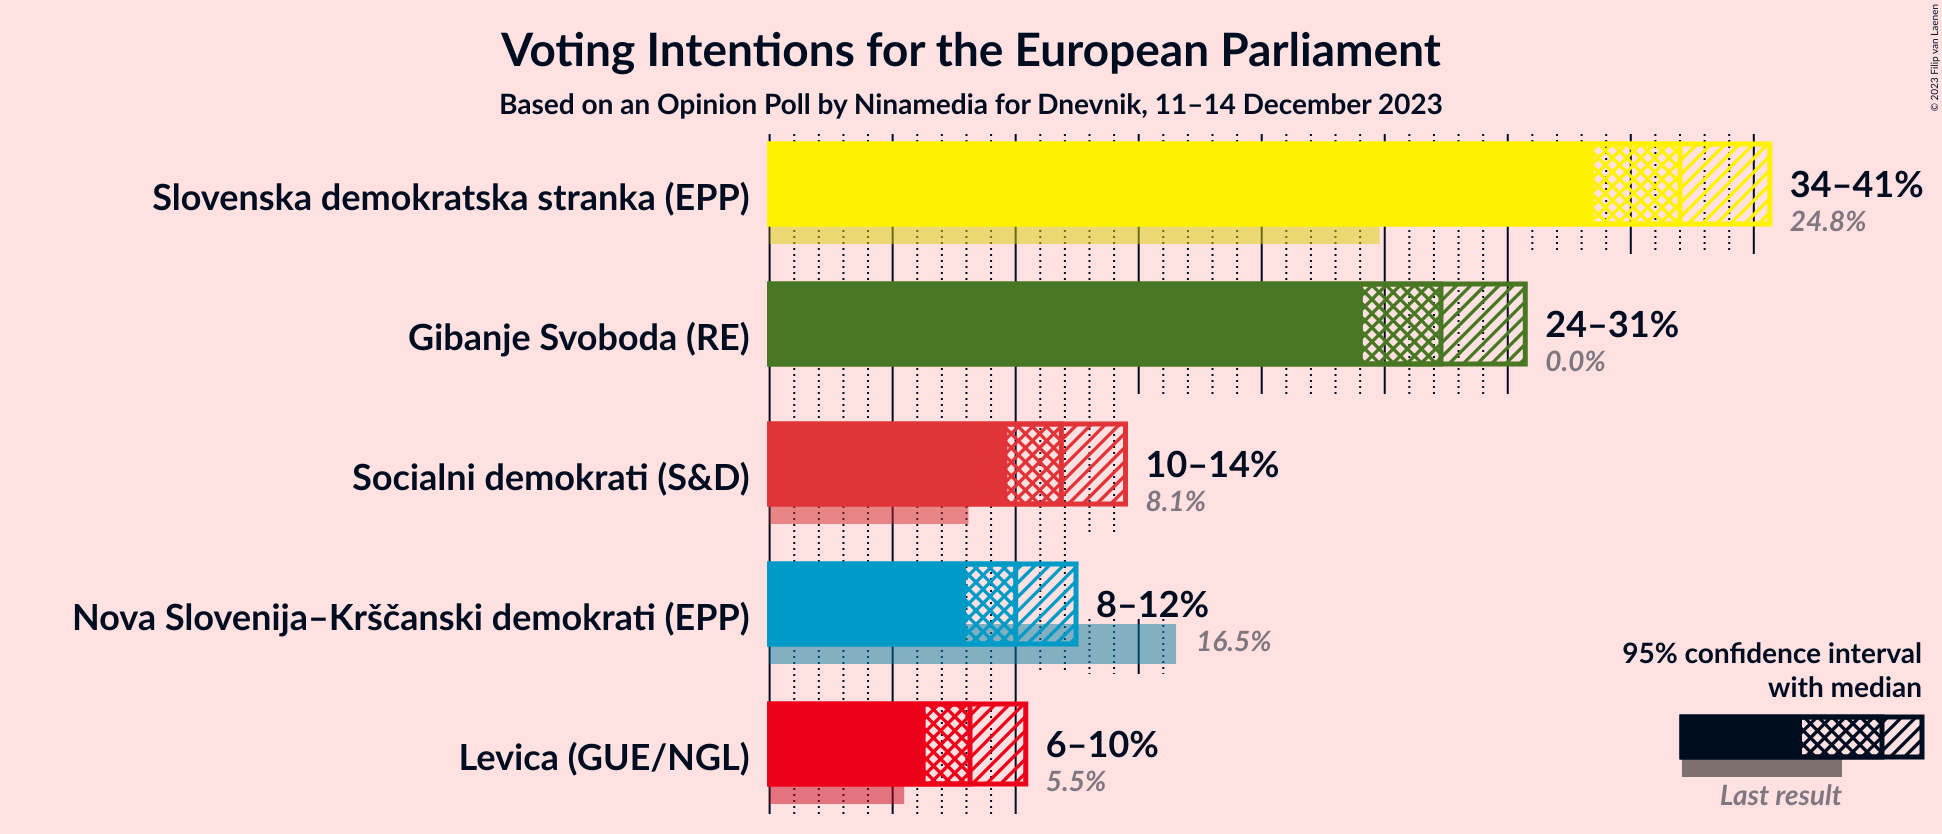 Voting Intentions for the European Parliament
Based on an Opinion Poll by Ninamedia for Dnevnik, 11–14 December 2023
© 2023 Filip van Laenen
Slovenska demokratska stranka (EPP)
34–41%
24.8%
Gibanje Svoboda (RE)
24–31%
0.0%
Socialni demokrati (S&D)
10–14%
8.1%
Nova Slovenija–Krščanski demokrati (EPP)
8–12%
16.5%
Levica (GUE/NGL)
6–10%
5.5%
95% confidence interval
with median
Last result